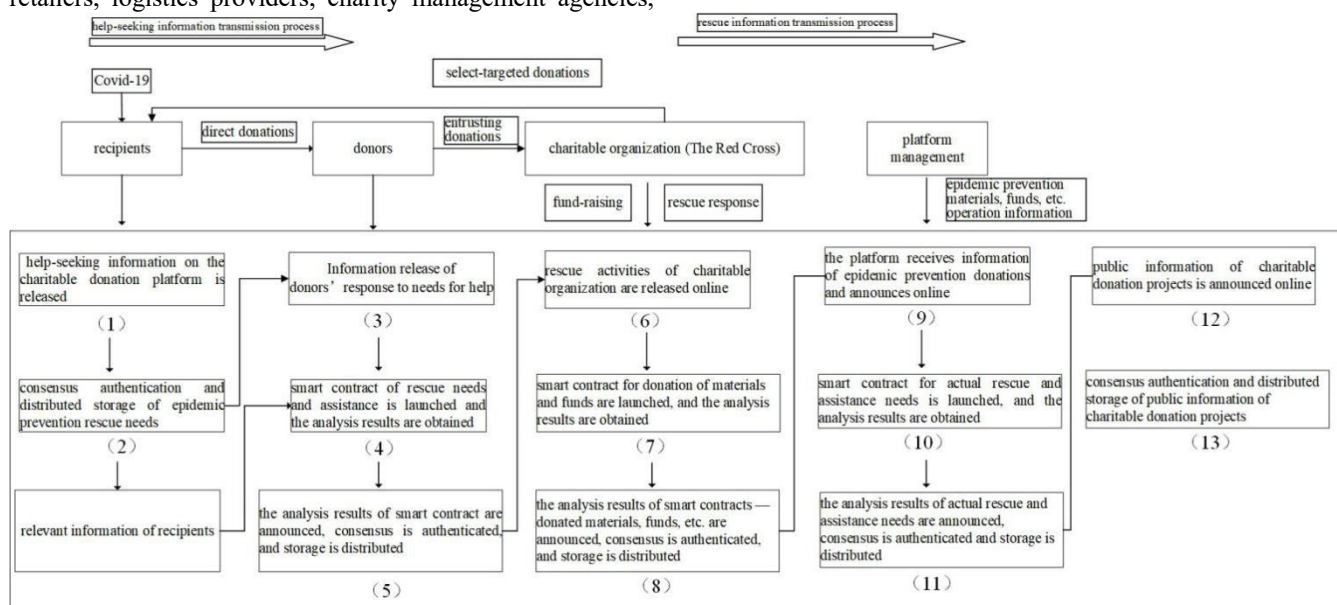 retailers, logistics providers, charity management agencies,
help-seeking information transmission process
rescue information transmission process
Covid-19
select-targeted donations
recipients
direct donations
donors
entrusting
donations
charitable organization (The Red Cross)
platform
management
fund-raising
rescue response
epidemic prevention
materials, funds, etc.
operation information
help-seeking information on the
charitable donation platform is
released
(1)
consensus authentication and
distributed storage of epidemic
prevention rescue needs
(2)
relevant information of recipients
Information release of
donors’ response to needs for help
(3)
smart contract of rescue needs
and assistance is launched and
the analysis results are obtained
(4)
the analysis results of smart contract are
announced, consensus is authenticated,
and storage is distributed
(5)
rescue activities of charitable
organization are released online
(6)
smart contract for donation of materials
and funds are launched, and the analysis
results are obtained
(7)
the analysis results of smart contracts —
donated materials, funds, etc. are
announced, consensus is authenticated,
and storage is distributed
(8)
the platform receives information
of epidemic prevention donations
and announces online
(9)
smart contract for actual rescue and
assistance needs is launched, and the
analysis results are obtained
(10)
the analysis results of actual rescue and
assistance needs are announced,
consensus is authenticated and storage is
distributed
(11)
public information of charitable
donation projects is announced online
(12)
consensus authentication and distributed
storage of public information of
charitable donation projects
(13)